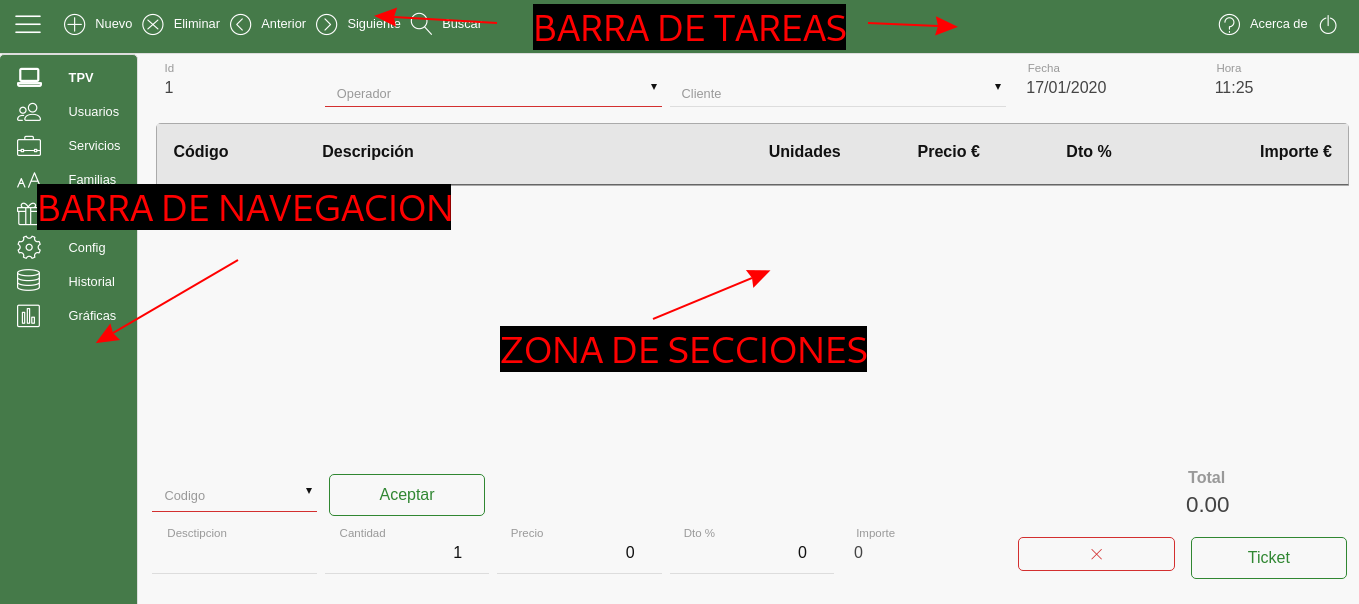 Nuevo Eliminar Anterior Siguiente Buscar BARRA DE TAREAS Acerca de
TPV
Usuarios
Servicios
Familias
BARRA DE NAVEGACION
Config
Historial
Gráficas
Id Fecha Hora
1 Operador ▼ Cliente ▼ 17/01/2020 11:25
Código Descripción Unidades Precio € Dto % Importe €
ZONA DE SECCIONES
Codigo ▼ Aceptar
Total
0.00
Desctipcion Cantidad Precio Dto % Importe
1 0 0 0
Ticket